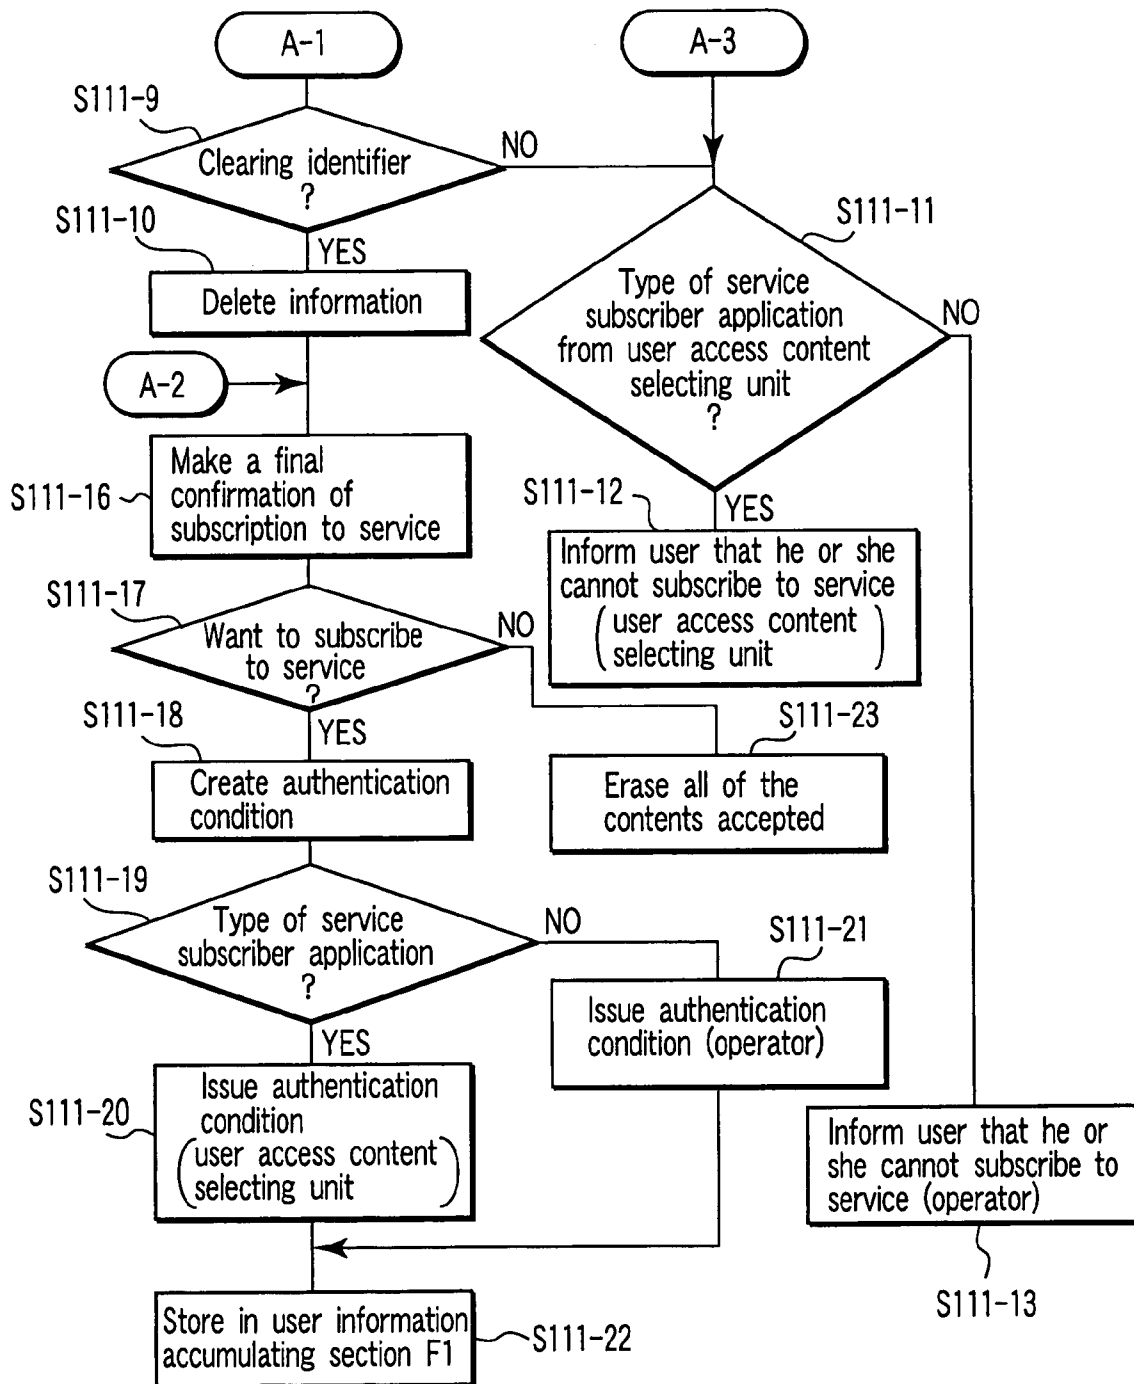 A-1
A-3
S111-9
Clearing identifier
?
NO
S111-10
YES
Delete information
S111-11
Type of service
subscriber application
from user access content
selecting unit
?
NO
A-2
S111-16
Make a final
confirmation of
subscription to service
S111-12
YES
Inform user that he or she
cannot subscribe to service
(user access content
selecting unit)
S111-17
Want to subscribe
to service
?
NO
S111-18
YES
Create authentication
condition
S111-23
Erase all of the
contents accepted
S111-19
Type of service
subscriber application
?
NO
S111-21
Issue authentication
condition (operator)
YES
S111-20
Issue authentication
condition
(user access content
selecting unit)
Inform user that he or
she cannot subscribe to
service (operator)
S111-13
Store in user information
accumulating section F1
S111-22